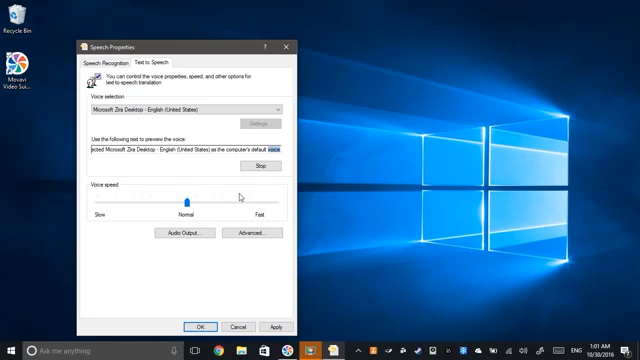 Recycle Bin
Movavi
Video Sui...
Speech Properties
Speech Recognition
Text to Speech
You can control the voice properties, speed, and other options for
text-to-speech translation
Voice selection
Microsoft Zira Desktop - English (United States)
Settings...
Use the following text to preview the voice:
ected Microsoft Zira Desktop - English (United States) as the computer's default voice
Stop
Voice speed
Slow
Normal
Fast
Audio Output...
Advanced...
OK
Cancel
Apply
Ask me anything
ENG
1:01 AM
10/30/2016